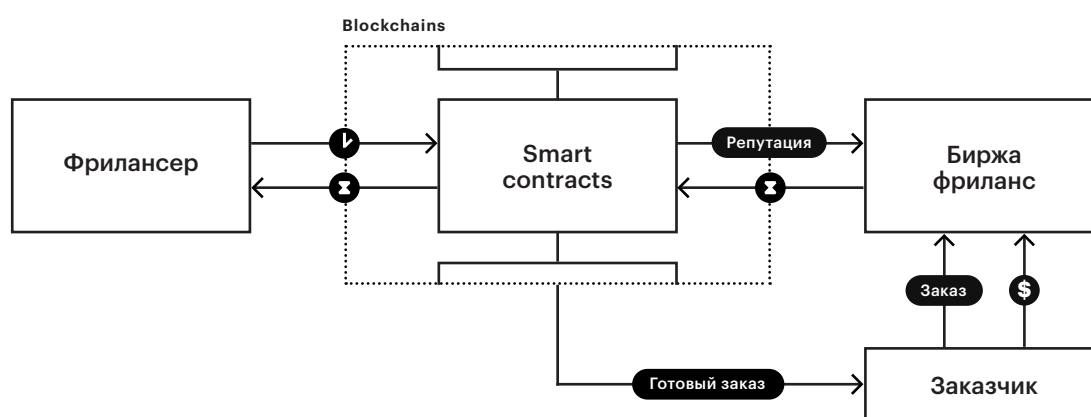 Blockchains
Фрилансер
Smart
contracts
Репутация
Биржа
фриланс
Заказ
$
Готовый заказ
Заказчик